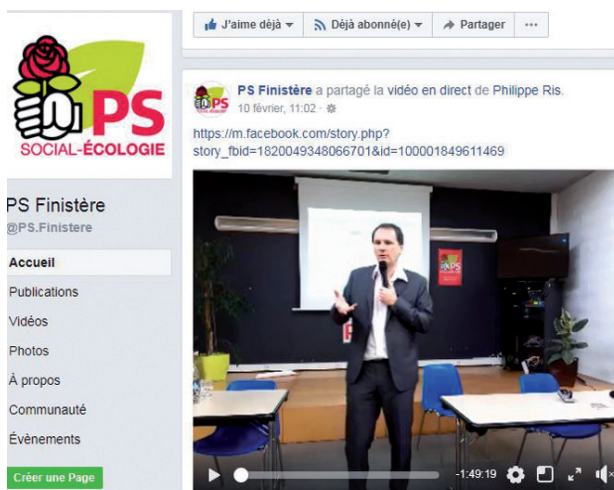 J'aime déjà
Déjà abonné(e)
Partager
PS
SOCIAL-ÉCOLOGIE
PS Finistère
@PS.Finistere
Accueil
Publications
Vidéos
Photos
À propos
Communauté
Évènements
Créer une Page
PS
PS Finistère a partagé la vidéo en direct de Philippe Ris.
10 février, 11:02 ·
https://m.facebook.com/story.php?
story_fbid=1820049348066701&id=100001849611469
PS
-1:49:19